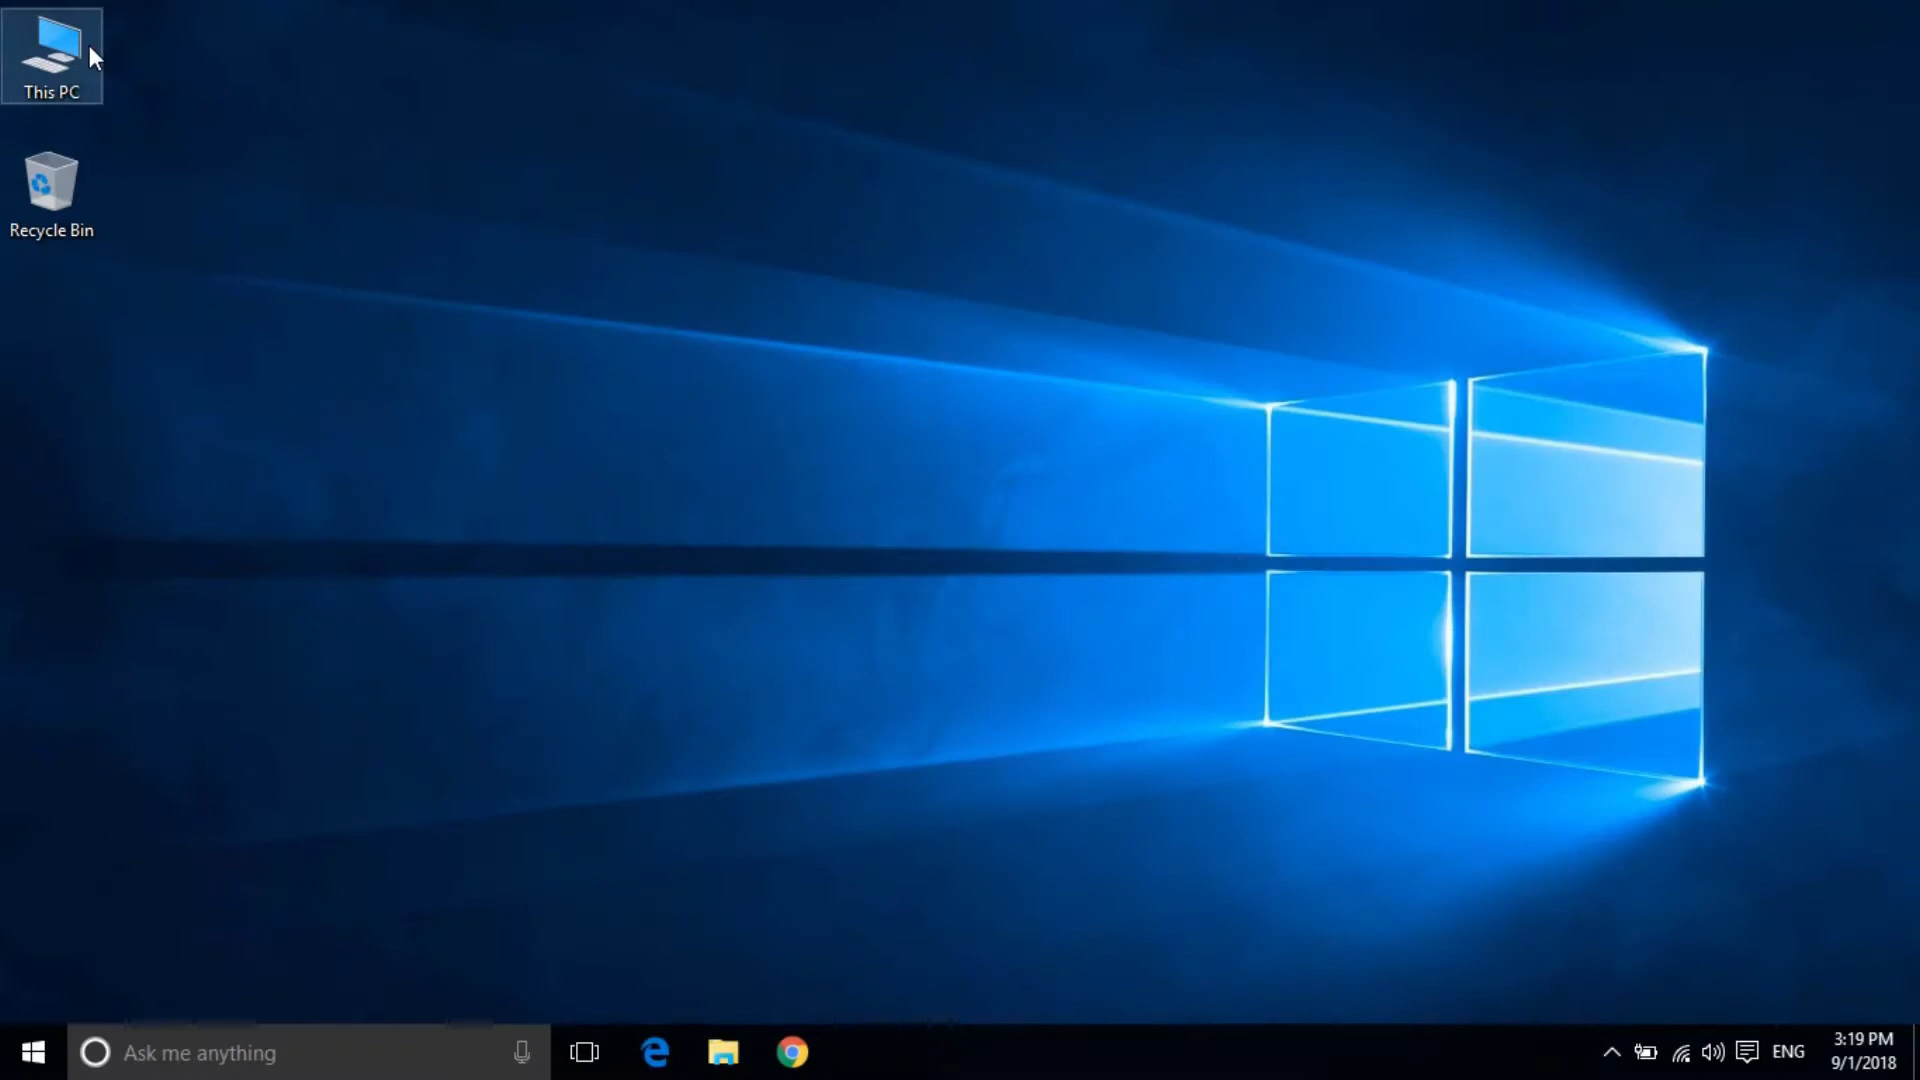 This PC
Recycle Bin
Ask me anything
ENG
3:19 PM
9/1/2018